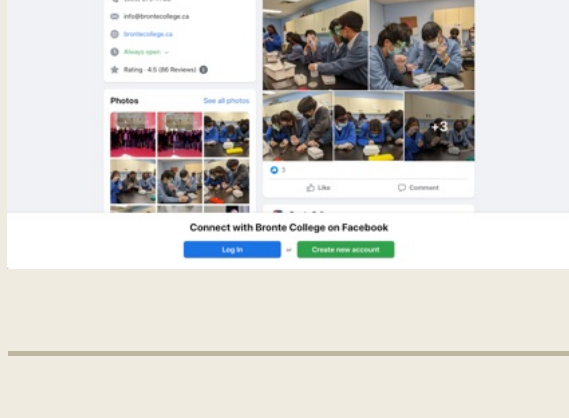 info@brontecollege.ca
brontecollege.ca
Always open
Rating · 4.5 (86 Reviews)
Photos
See all photos
+3
3
Like
Comment
Connect with Bronte College on Facebook
Log In
or
Create new account